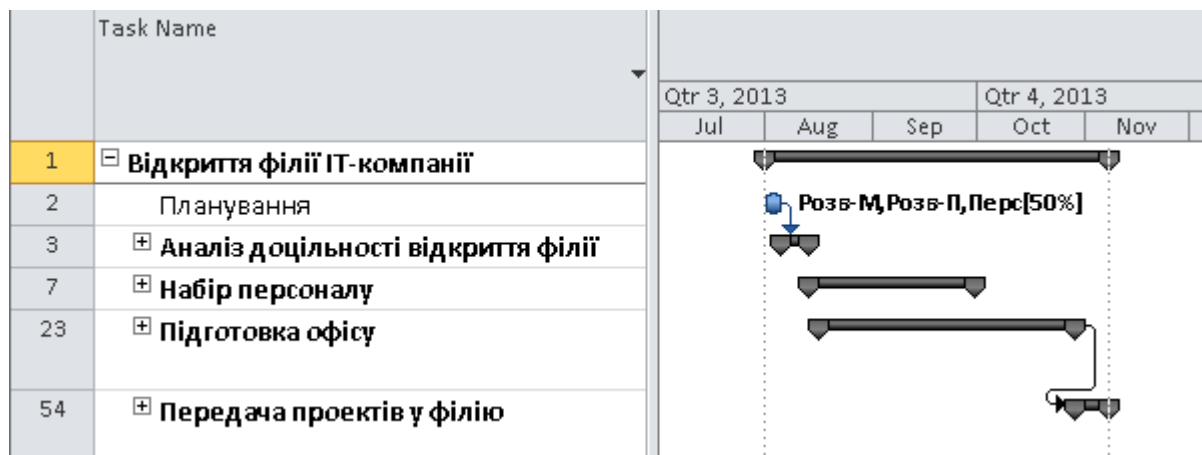 Task Name
Qtr 3, 2013 Qtr 4, 2013
Jul Aug Sep Oct Nov
1 Відкриття філії ІТ-компанії
2 Планування Розв-М,Розв-П,Перс[50%]
3 Аналіз доцільності відкриття філії
7 Набір персоналу
23 Підготовка офісу
54 Передача проектів у філію